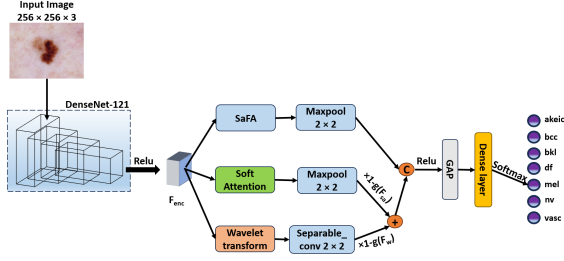 Input Image
256 × 256 × 3
DenseNet-121
Relu
F_enc
SaFA
Maxpool
2 × 2
Soft
Attention
Maxpool
2 × 2
×1-g(F_sa)
Wavelet
transform
Separable_
conv 2 × 2
×1-g(F_w)
+
C
Relu
GAP
Dense layer
Softmax
akeic
bcc
bkl
df
mel
nv
vasc